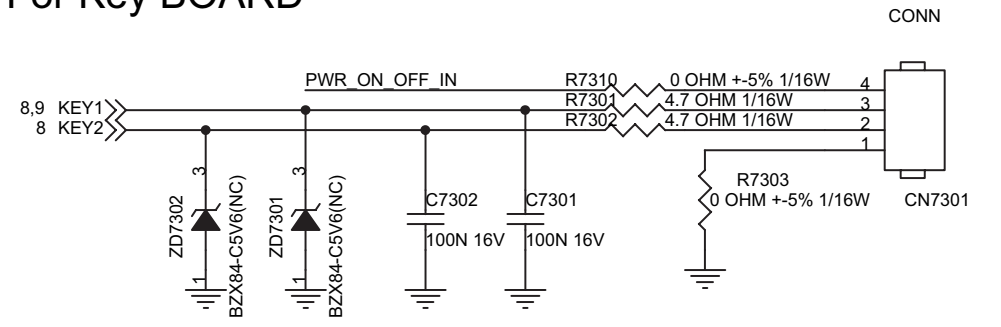 For Key BOARD
CONN
PWR_ON_OFF_IN
R7310
0 OHM +-5% 1/16W
4
8,9 KEY1
R7301
4.7 OHM 1/16W
3
8 KEY2
R7302
4.7 OHM 1/16W
2
1
R7303
0 OHM +-5% 1/16W
CN7301
ZD7302
3
1
BZX84-C5V6(NC)
ZD7301
3
1
BZX84-C5V6(NC)
C7302
100N 16V
C7301
100N 16V